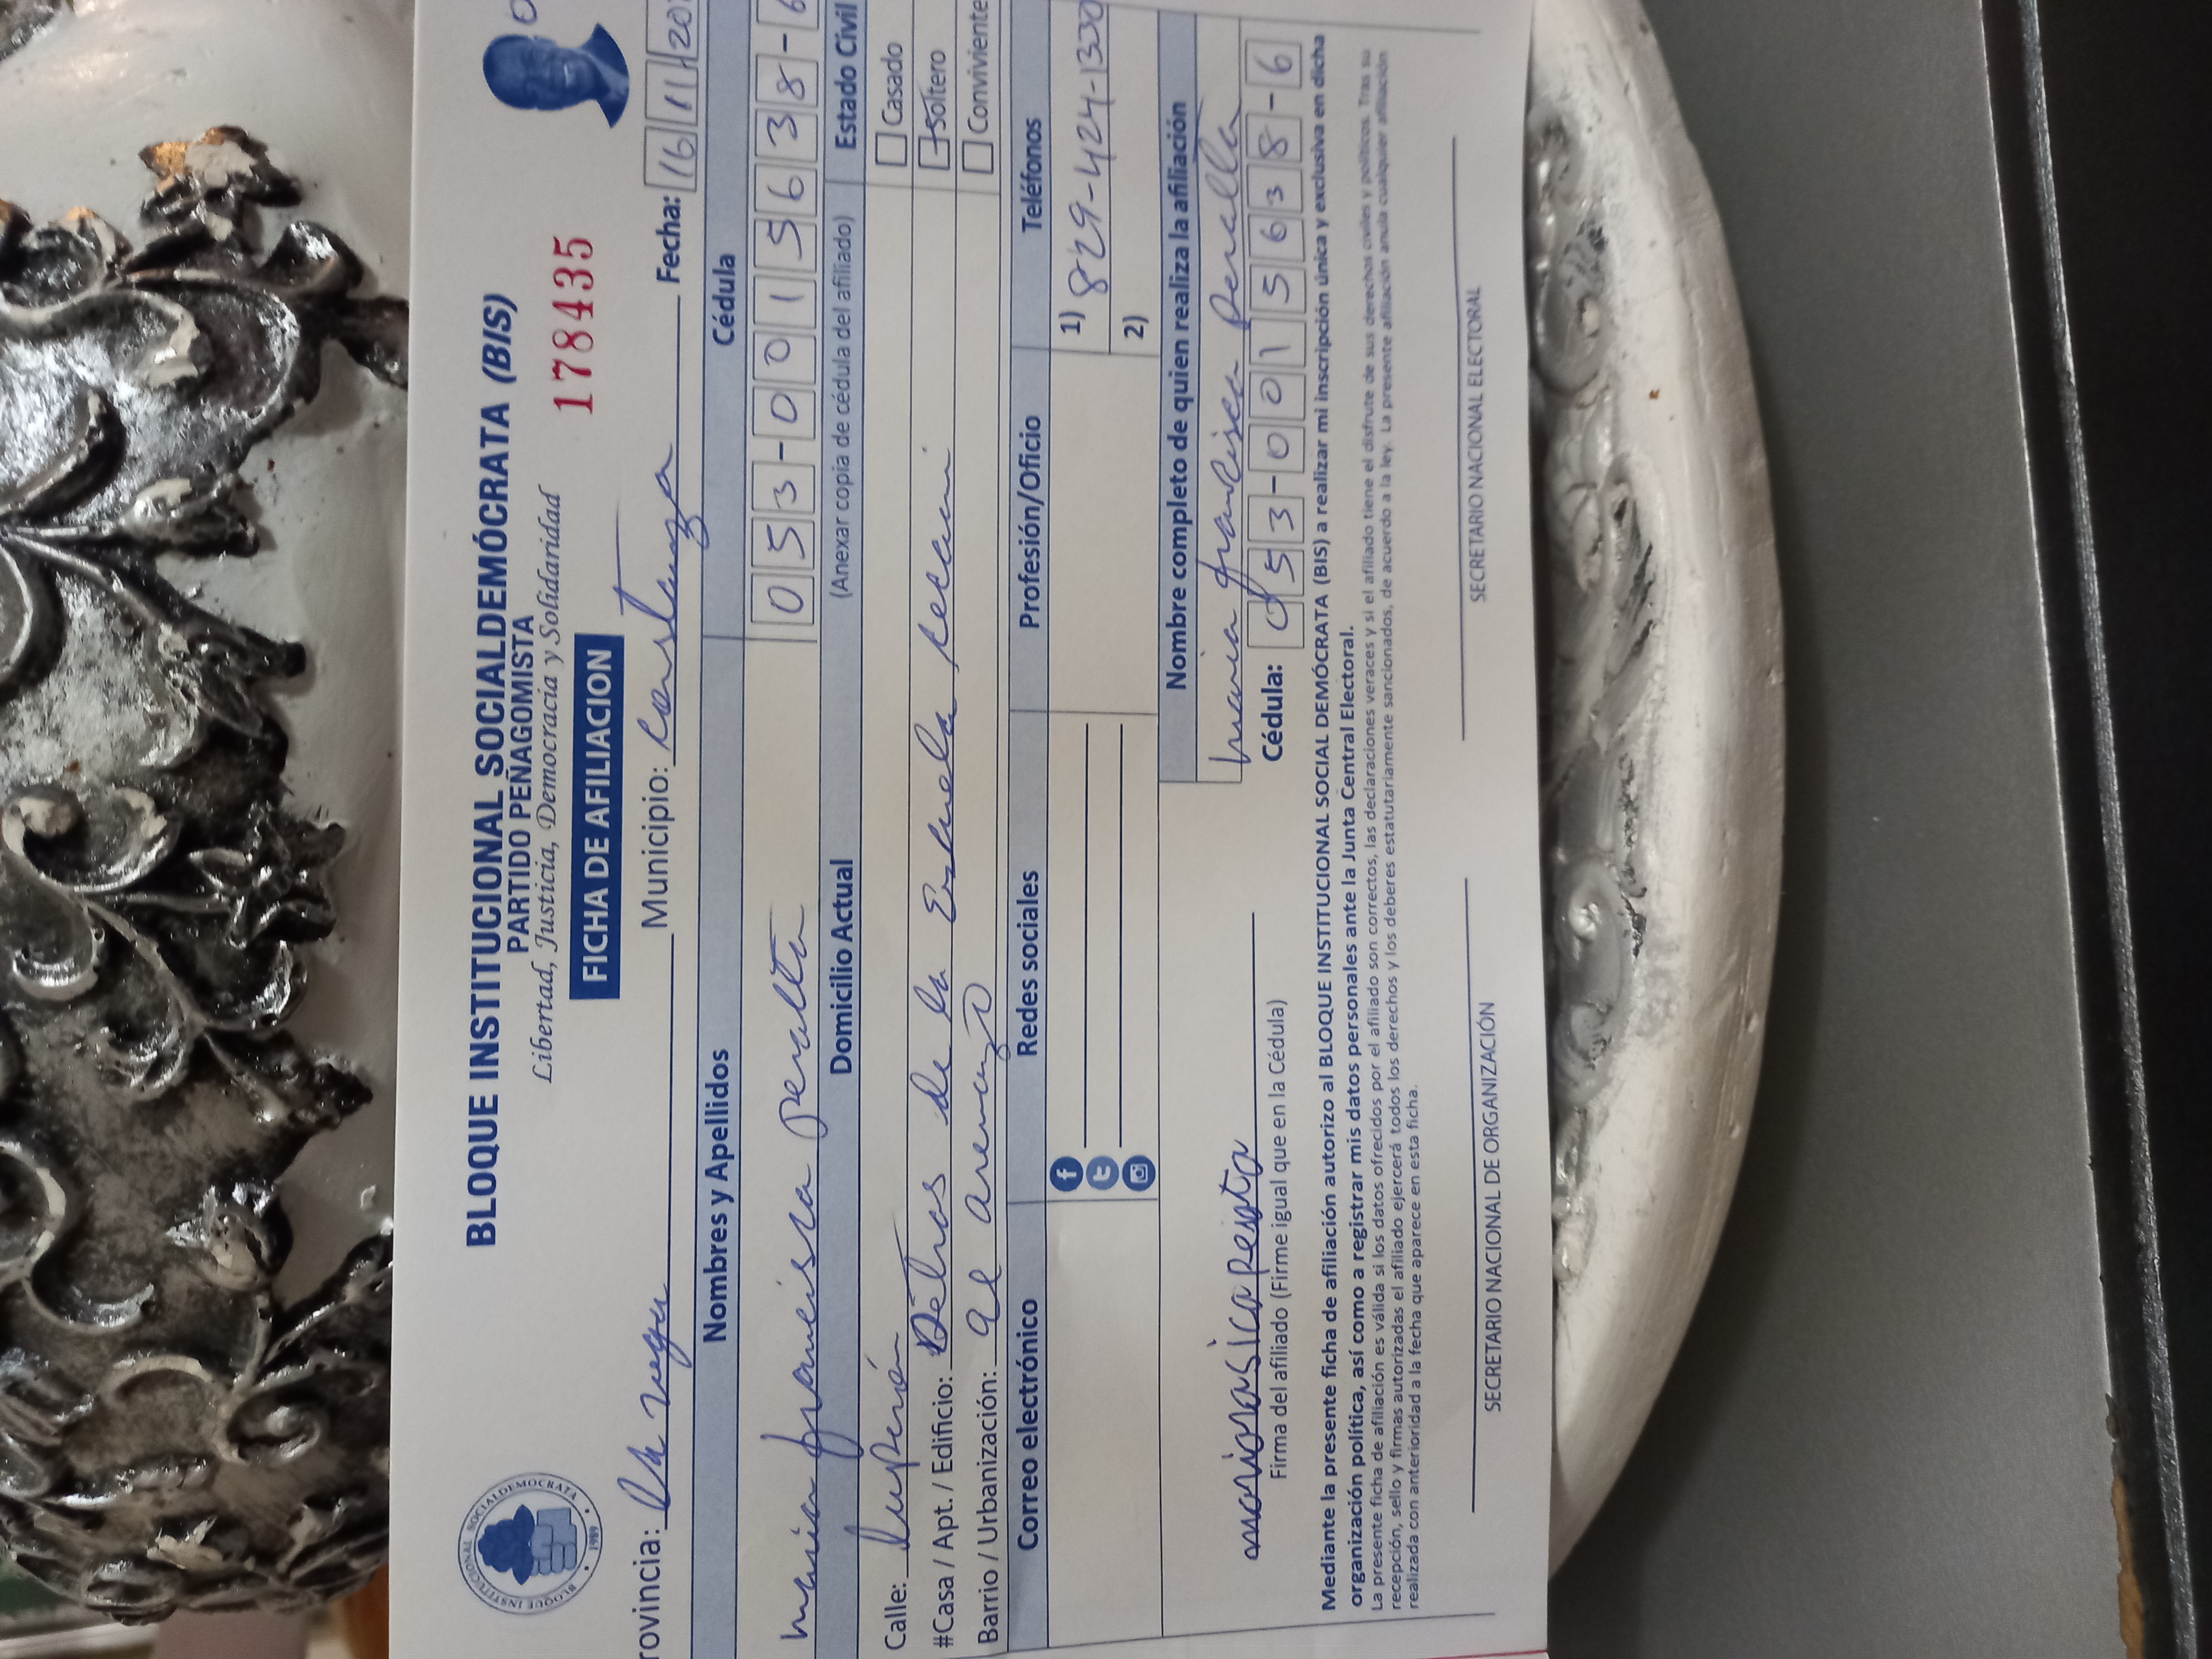 BLOQUE INSTITUCIONAL SOCIALDEMÓCRATA (BIS)
PARTIDO PEÑAGOMISTA
Libertad, Justicia, Democracia y Solidaridad
BLOQUE INSTITUCIONAL SOCIALDEMOCRATA
1989
FICHA DE AFILIACION
178435
rovincia: La vega Municipio: Constanza Fecha: 16 11 20
Nombres y Apellidos Cédula
maria francisca peralta 053-0015638-6
Domicilio Actual (Anexar copia de cédula del afiliado) Estado Civil
Calle: Casado
#Casa / Apt. / Edificio: Detras de la Escuela Soltero
Barrio / Urbanización: Conviviente
Correo electrónico Redes sociales Profesión/Oficio Teléfonos
1) 829-424-1330
2)
Nombre completo de quien realiza la afiliación
maria francisca Peralta
Cédula: 053-0015638-6
Firma del afiliado (Firme igual que en la Cédula)
Mediante la presente ficha de afiliación autorizo al BLOQUE INSTITUCIONAL SOCIAL DEMÓCRATA (BIS) a realizar mi inscripción única y exclusiva en dicha
organización política, así como a registrar mis datos personales ante la Junta Central Electoral.
La presente ficha de afiliación es válida si los datos ofrecidos por el afiliado son correctos, las declaraciones veraces y si el afiliado tiene el disfrute de sus derechos civiles y políticos. Tras su
recepción, sello y firmas autorizadas el afiliado ejercerá todos los derechos y los deberes estatutariamente sancionados, de acuerdo a la ley. La presente afiliación anula cualquier afiliación
realizada con anterioridad a la fecha que aparece en esta ficha.
SECRETARIO NACIONAL DE ORGANIZACIÓN SECRETARIO NACIONAL ELECTORAL